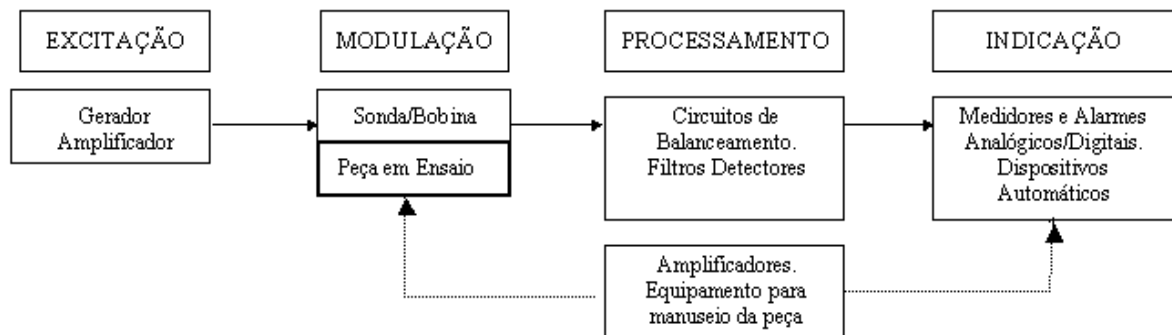 EXCITAÇÃO
MODULAÇÃO
PROCESSAMENTO
INDICAÇÃO
Gerador
Amplificador
Sonda/Bobina
Peça em Ensaio
Circuitos de
Balanceamento.
Filtros Detectores
Medidores e Alarmes
Analógicos/Digitais.
Dispositivos
Automáticos
Amplificadores.
Equipamento para
manuseio da peça